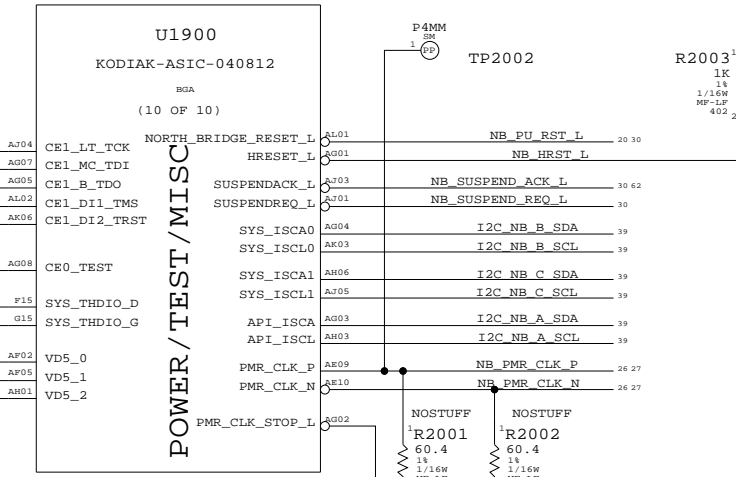 U1900
KODIAK-ASIC-040812
BGA
(10 OF 10)
POWER/TEST/MISC
AJ04 CE1_LT_TCK
AG07 CE1_MC_TDI
AG05 CE1_B_TDO
AL02 CE1_DI1_TMS
AK06 CE1_DI2_TRST
AG08 CE0_TEST
F15 SYS_THDIO_D
G15 SYS_THDIO_G
AF02 VD5_0
AF05 VD5_1
AH01 VD5_2
NORTH_BRIDGE_RESET_L AL01 NB_PU_RST_L 20 30
HRESET_L AG01 NB_HRST_L
SUSPENDACK_L AJ03 NB_SUSPEND_ACK_L 30 62
SUSPENDREQ_L AJ01 NB_SUSPEND_REQ_L 30
SYS_ISCA0 AG04 I2C_NB_B_SDA 39
SYS_ISCL0 AK03 I2C_NB_B_SCL 39
SYS_ISCA1 AH06 I2C_NB_C_SDA 39
SYS_ISCL1 AJ05 I2C_NB_C_SCL 39
API_ISCA AG03 I2C_NB_A_SDA 39
API_ISCL AH03 I2C_NB_A_SCL 39
PMR_CLK_P AE09 NB_PMR_CLK_P 26 27
PMR_CLK_N AE10 NB_PMR_CLK_N 26 27
PMR_CLK_STOP_L AG02
P4MM
SM
1 PP
TP2002
R2003 1
1K
1%
1/16W
MF-LF
402 2
NOSTUFF
1 R2001
60.4
1%
1/16W
NOSTUFF
1 R2002
60.4
1%
1/16W